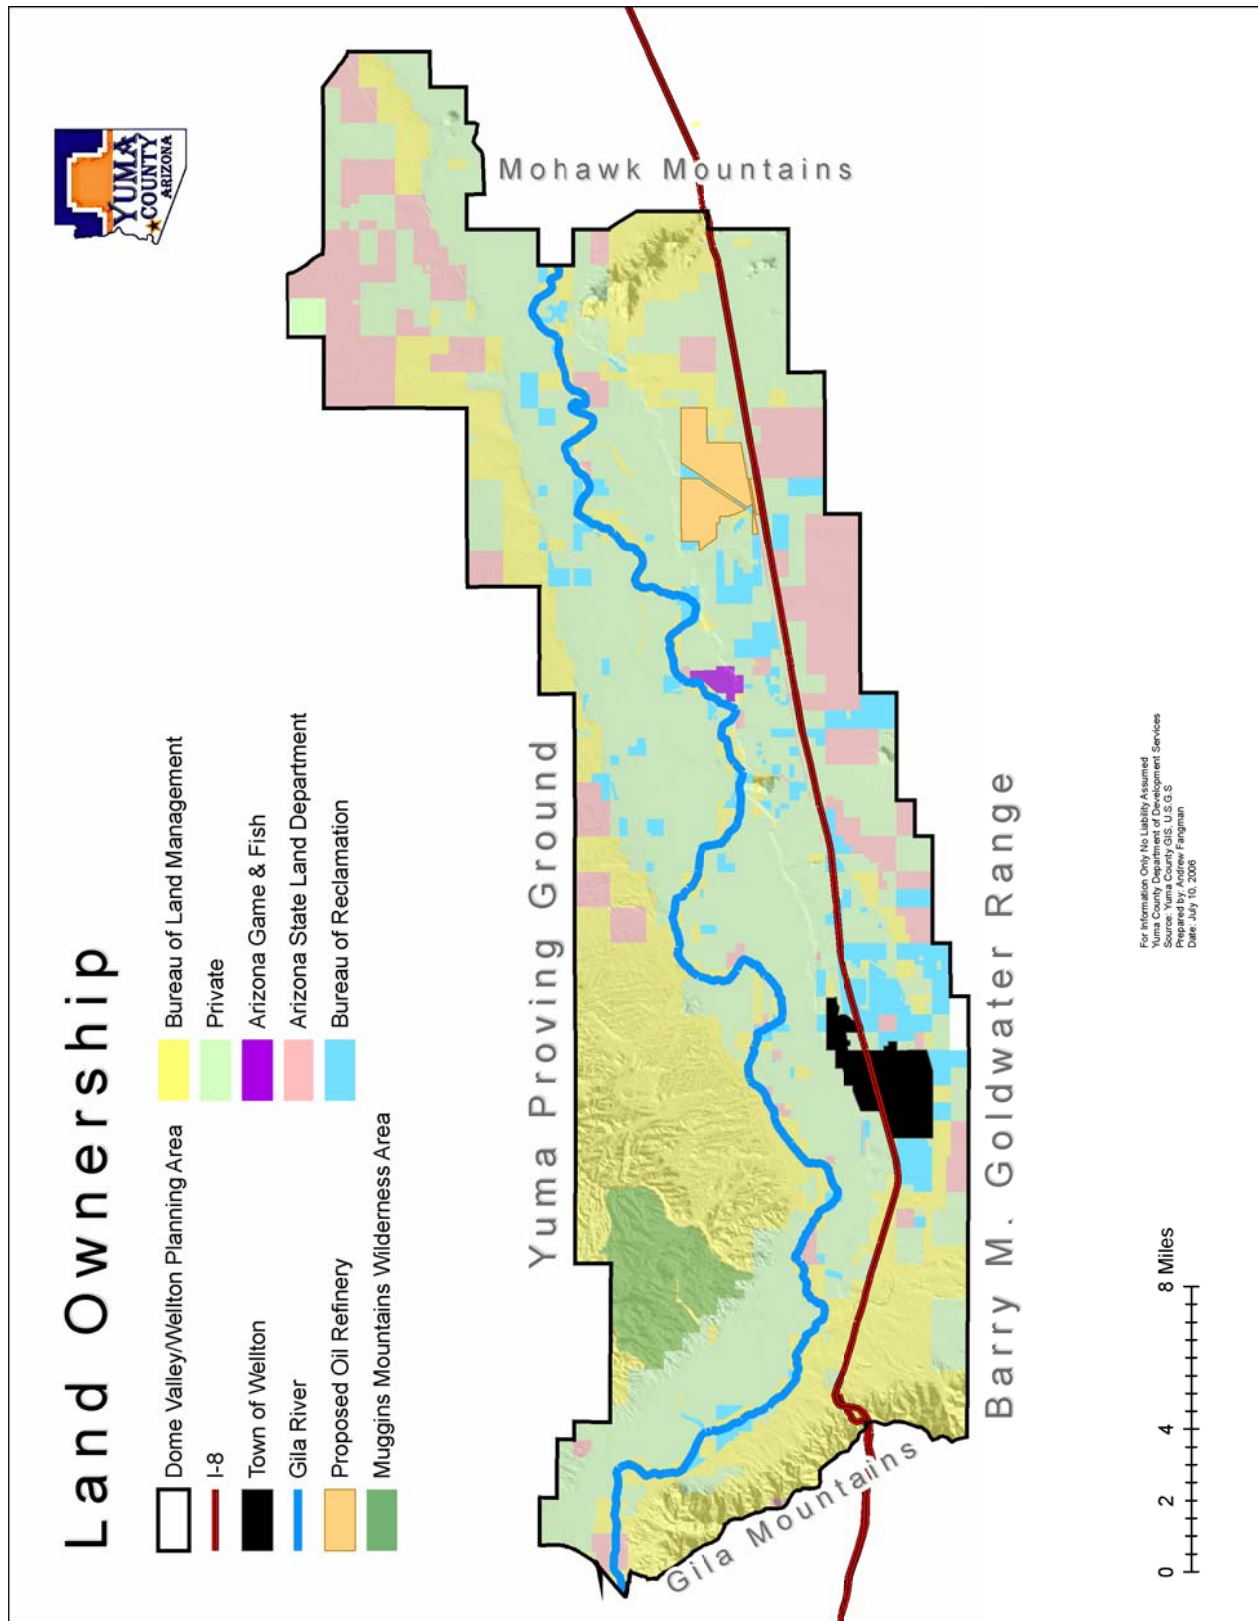 Land Ownership
Dome Valley/Wellton Planning Area
I-8
Town of Wellton
Gila River
Proposed Oil Refinery
Muggins Mountains Wilderness Area
Bureau of Land Management
Private
Arizona Game & Fish
Arizona State Land Department
Bureau of Reclamation
YUMA
COUNTY
ARIZONA
Yuma Proving Ground
Mohawk Mountains
Gila Mountains
Barry M. Goldwater Range
0 2 4 8 Miles
For Information Only No Liability Assumed
Yuma County Department of Development Services
Source: Yuma County GIS, U.S.G.S
Prepared by: Andrew Fangman
Date: July 10, 2006